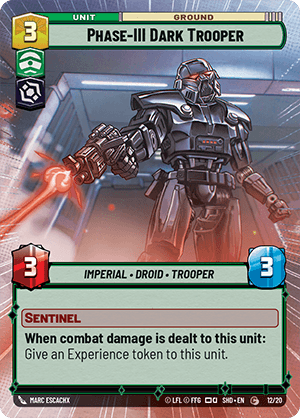 UNIT GROUND
3 PHASE-III DARK TROOPER
3 IMPERIAL • DROID • TROOPER 3
SENTINEL
When combat damage is dealt to this unit:
Give an Experience token to this unit.
MARC ESCACHX © LFL © FFG SHD • EN C 12/20